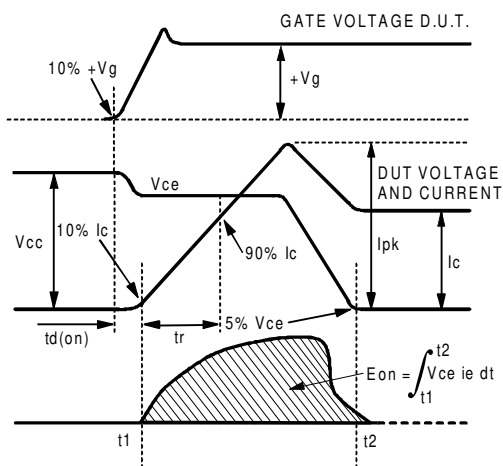 GATE VOLTAGE D.U.T.
10% +Vg
+Vg
Vce
DUT VOLTAGE
AND CURRENT
Vcc
10% Ic
90% Ic
Ipk
Ic
td(on)
tr
5% Vce
Eon = ∫ Vce ie dt
t2
t1
t1
t2